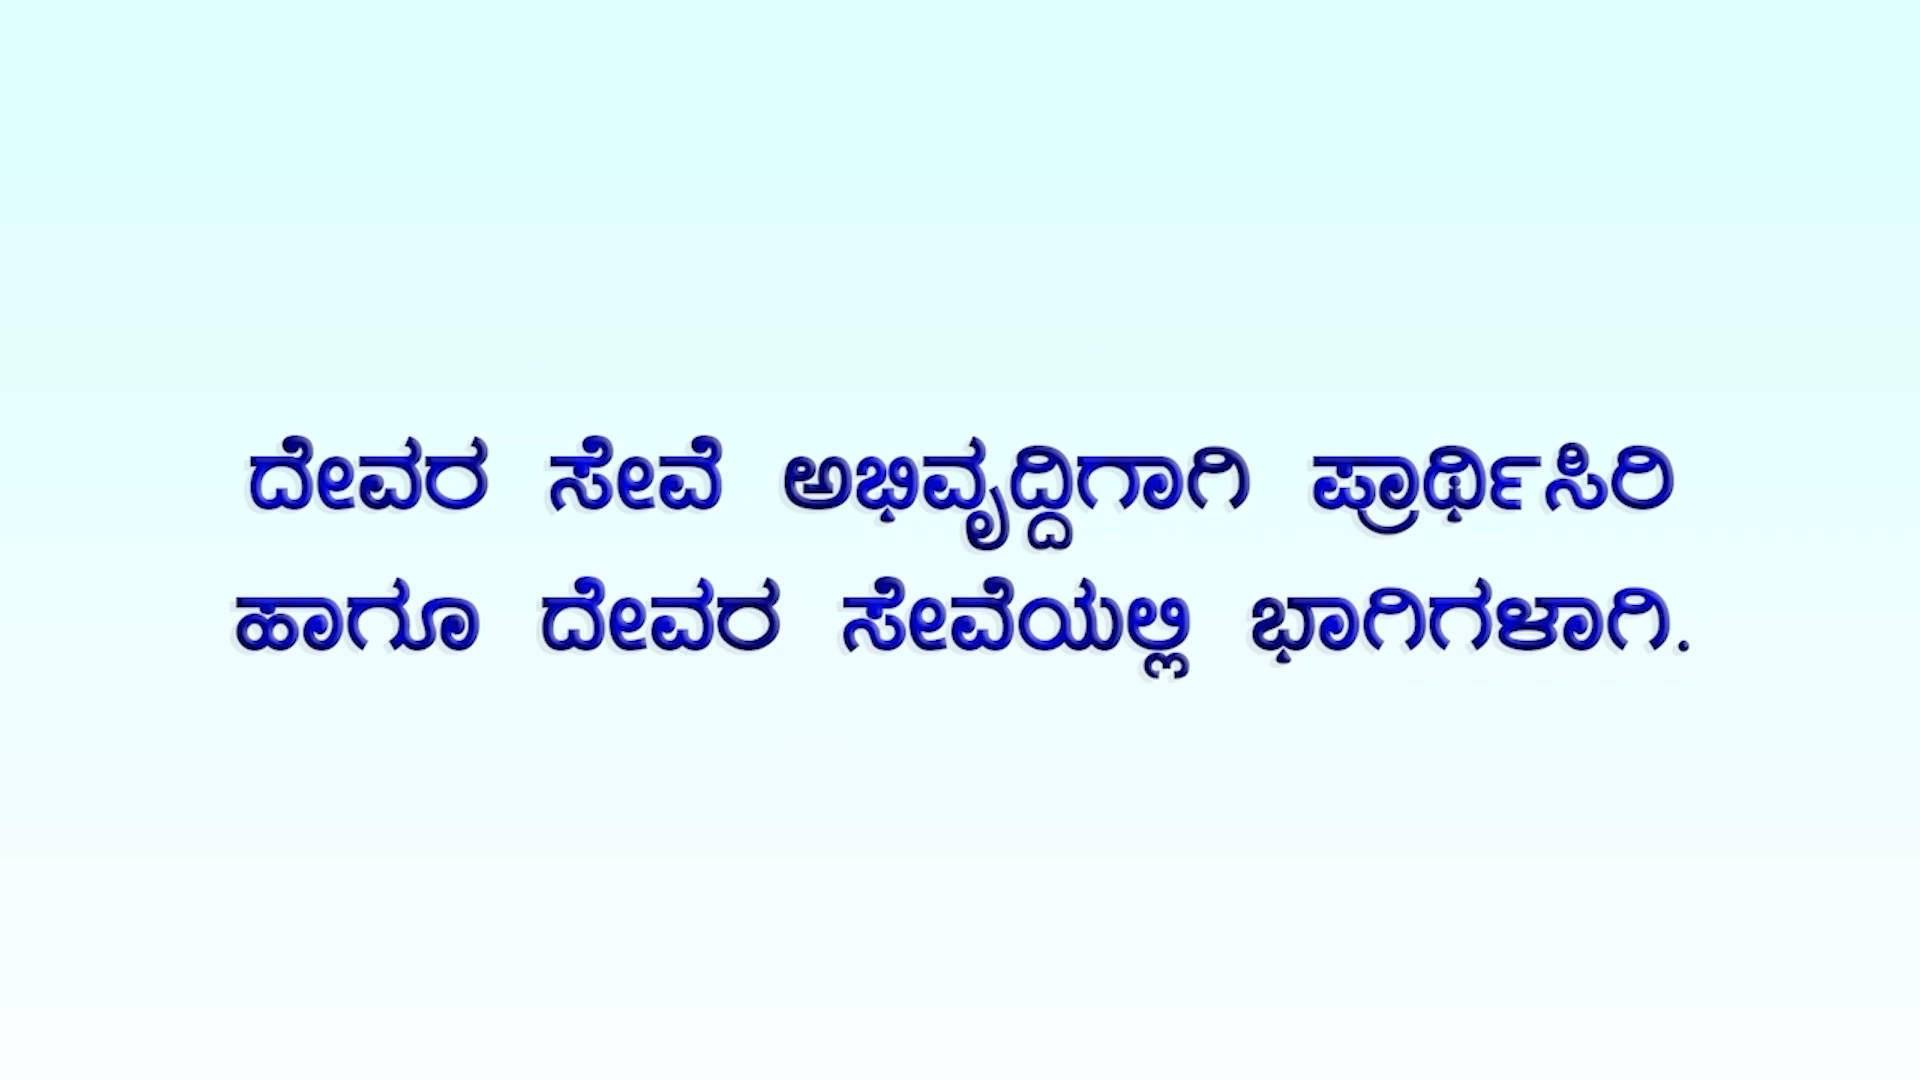 ದೇವರ ಸೇವೆ ಅಭಿವೃದ್ದಿಗಾಗಿ ಪ್ರಾರ್ಥಿಸಿರಿ
ಹಾಗೂ ದೇವರ ಸೇವೆಯಲ್ಲಿ ಭಾಗಿಗಳಾಗಿ.